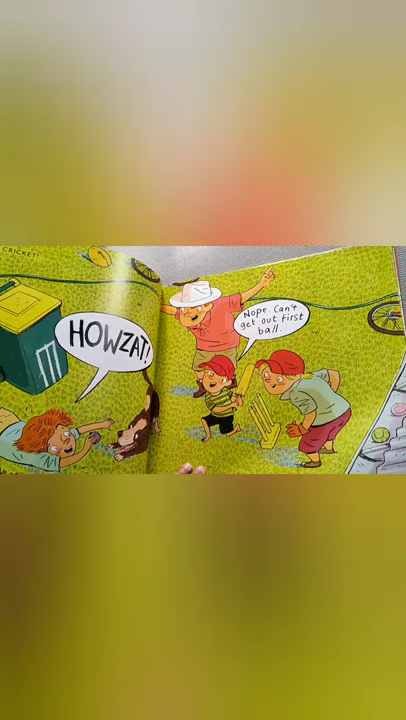 CRICKET!
HOWZAT!
Nope. Can't
get out first
ball.